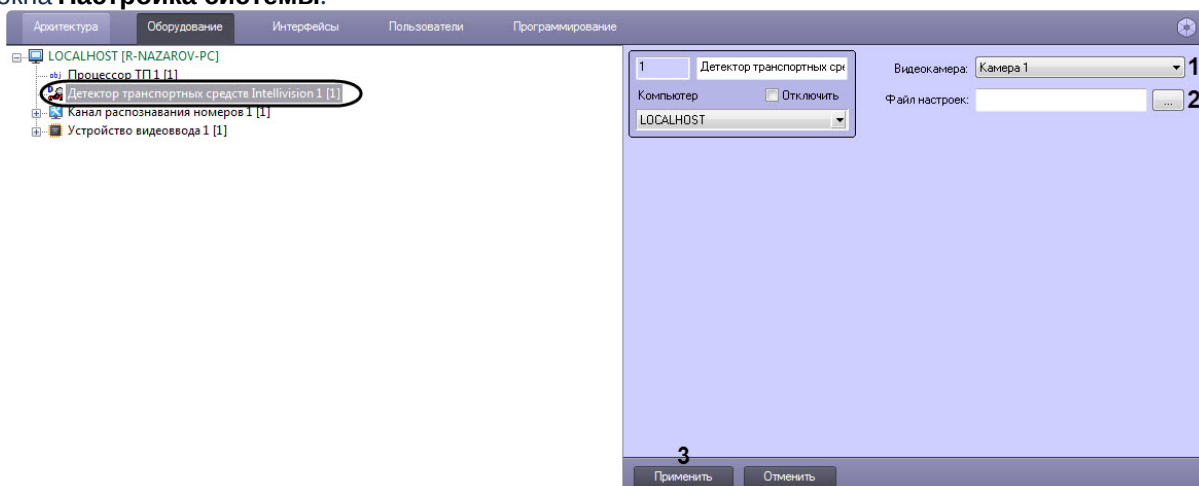 окна Настройка системы.
Архитектура Оборудование Интерфейсы Пользователи Программирование
LOCALHOST [R-NAZAROV-PC]
obj Процессор ТП 1 [1]
Детектор транспортных средств Intellivision 1 [1]
Канал распознавания номеров 1 [1]
Устройство видеоввода 1 [1]
1 Детектор транспортных сре
Компьютер Отключить
LOCALHOST
Видеокамера: Камера 1 1
Файл настроек: ... 2
3
Применить Отменить